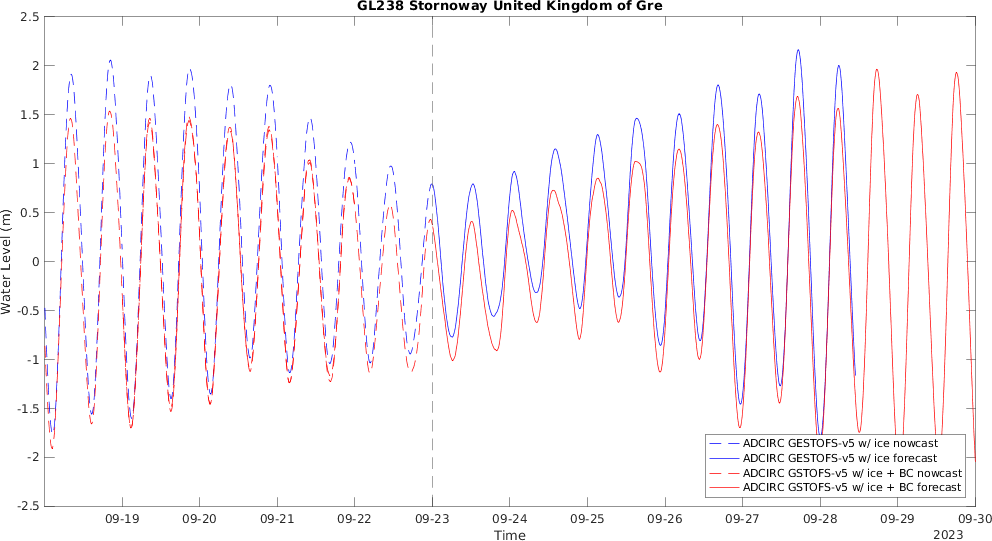 GL238 Stornoway United Kingdom of Gre
2.5
2
1.5
1
0.5
0
-0.5
-1
-1.5
-2
-2.5
Water Level (m)
ADCIRC GESTOFS-v5 w/ ice nowcast
ADCIRC GESTOFS-v5 w/ ice forecast
ADCIRC GSTOFS-v5 w/ ice + BC nowcast
ADCIRC GSTOFS-v5 w/ ice + BC forecast
09-19 09-20 09-21 09-22 09-23 09-24 09-25 09-26 09-27 09-28 09-29 09-30
Time
2023